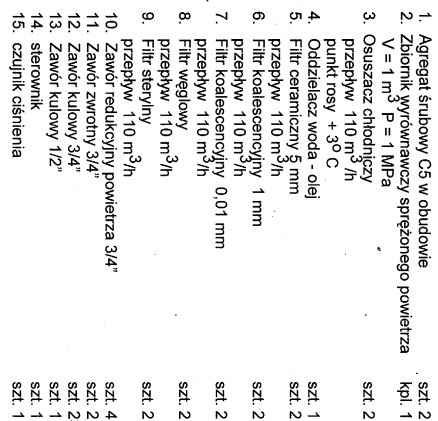 1. Agregat śrubowy C5 w obudowie szt. 2
2. Zbiornik wyrównawczy sprężonego powietrza kpl. 1
V = 1 m³ P = 1 MPa
3. Osuszacz chłodniczy szt. 2
przepływ 110 m³/h
punkt rosy + 3⁰ C
4. Oddzielacz woda - olej szt. 1
5. Filtr ceramiczny 5 mm szt. 2
przepływ 110 m³/h
6. Filtr koalescencyjny 1 mm szt. 2
przepływ 110 m³/h
7. Filtr koalescencyjny 0,01 mm szt. 2
przepływ 110 m³/h
8. Filtr węglowy szt. 2
przepływ 110 m³/h
9. Filtr sterylny szt. 2
przepływ 110 m³/h
10. Zawór redukcyjny powietrza 3/4" szt. 4
11. Zawór zwrotny 3/4" szt. 2
12. Zawór kulowy 3/4" szt. 2
13. Zawór kulowy 1/2" szt. 1
14. sterownik szt. 1
15. czujnik ciśnienia szt. 1